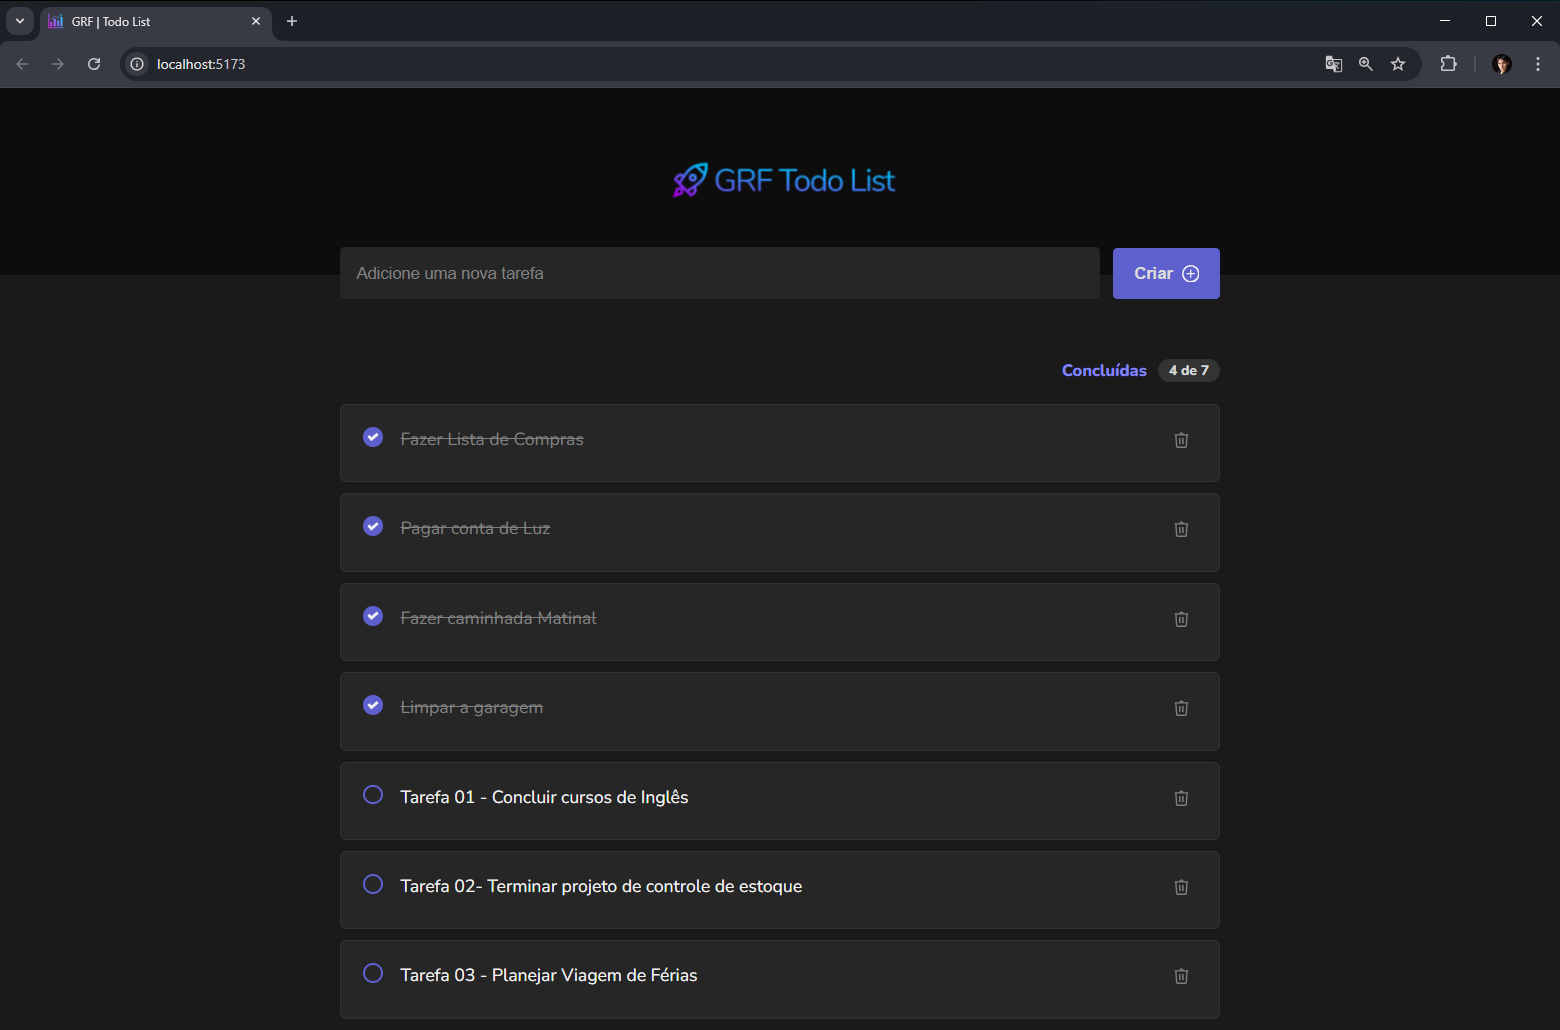 GRF | Todo List
localhost:5173
GRF Todo List
Adicione uma nova tarefa
Criar
Concluídas 4 de 7
Fazer Lista de Compras
Pagar conta de Luz
Fazer caminhada Matinal
Limpar a garagem
Tarefa 01 - Concluir cursos de Inglês
Tarefa 02- Terminar projeto de controle de estoque
Tarefa 03 - Planejar Viagem de Férias